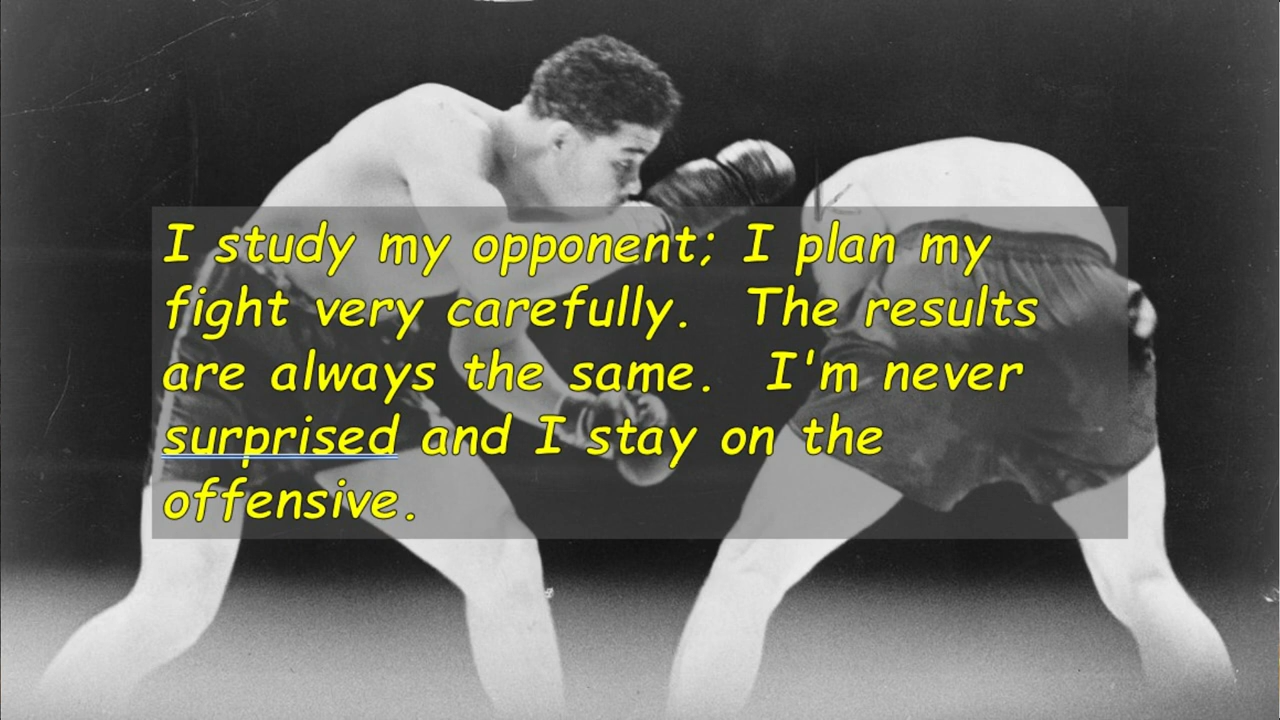 I study my opponent; I plan my
fight very carefully.  The results
are always the same.  I'm never
surprised and I stay on the
offensive.